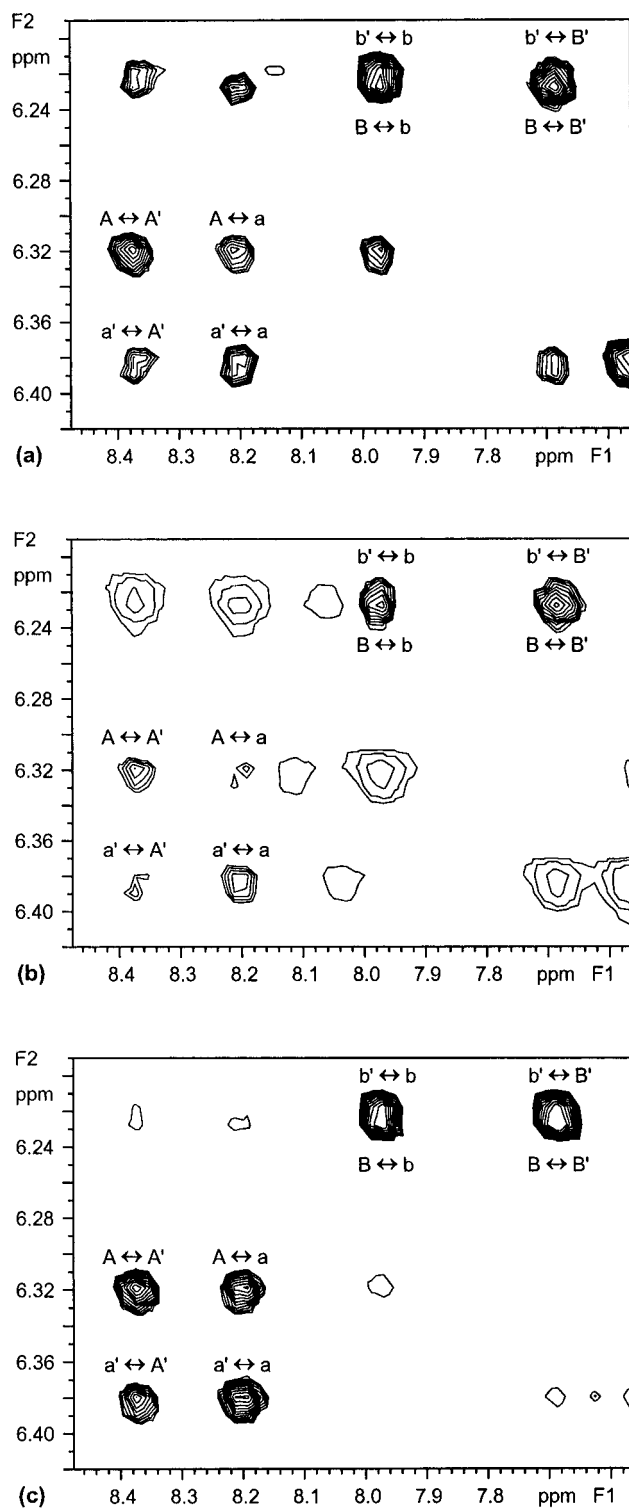 F2
ppm
b' ↔ b b' ↔ B'
6.24
B ↔ b B ↔ B'
6.28
A ↔ A' A ↔ a
6.32
6.36
a' ↔ A' a' ↔ a
6.40
(a) 8.4 8.3 8.2 8.1 8.0 7.9 7.8 ppm F1
F2
ppm
b' ↔ b b' ↔ B'
6.24
B ↔ b B ↔ B'
6.28
A ↔ A' A ↔ a
6.32
6.36
a' ↔ A' a' ↔ a
6.40
(b) 8.4 8.3 8.2 8.1 8.0 7.9 7.8 ppm F1
F2
ppm
b' ↔ b b' ↔ B'
6.24
B ↔ b B ↔ B'
6.28
A ↔ A' A ↔ a
6.32
6.36
a' ↔ A' a' ↔ a
6.40
(c) 8.4 8.3 8.2 8.1 8.0 7.9 7.8 ppm F1